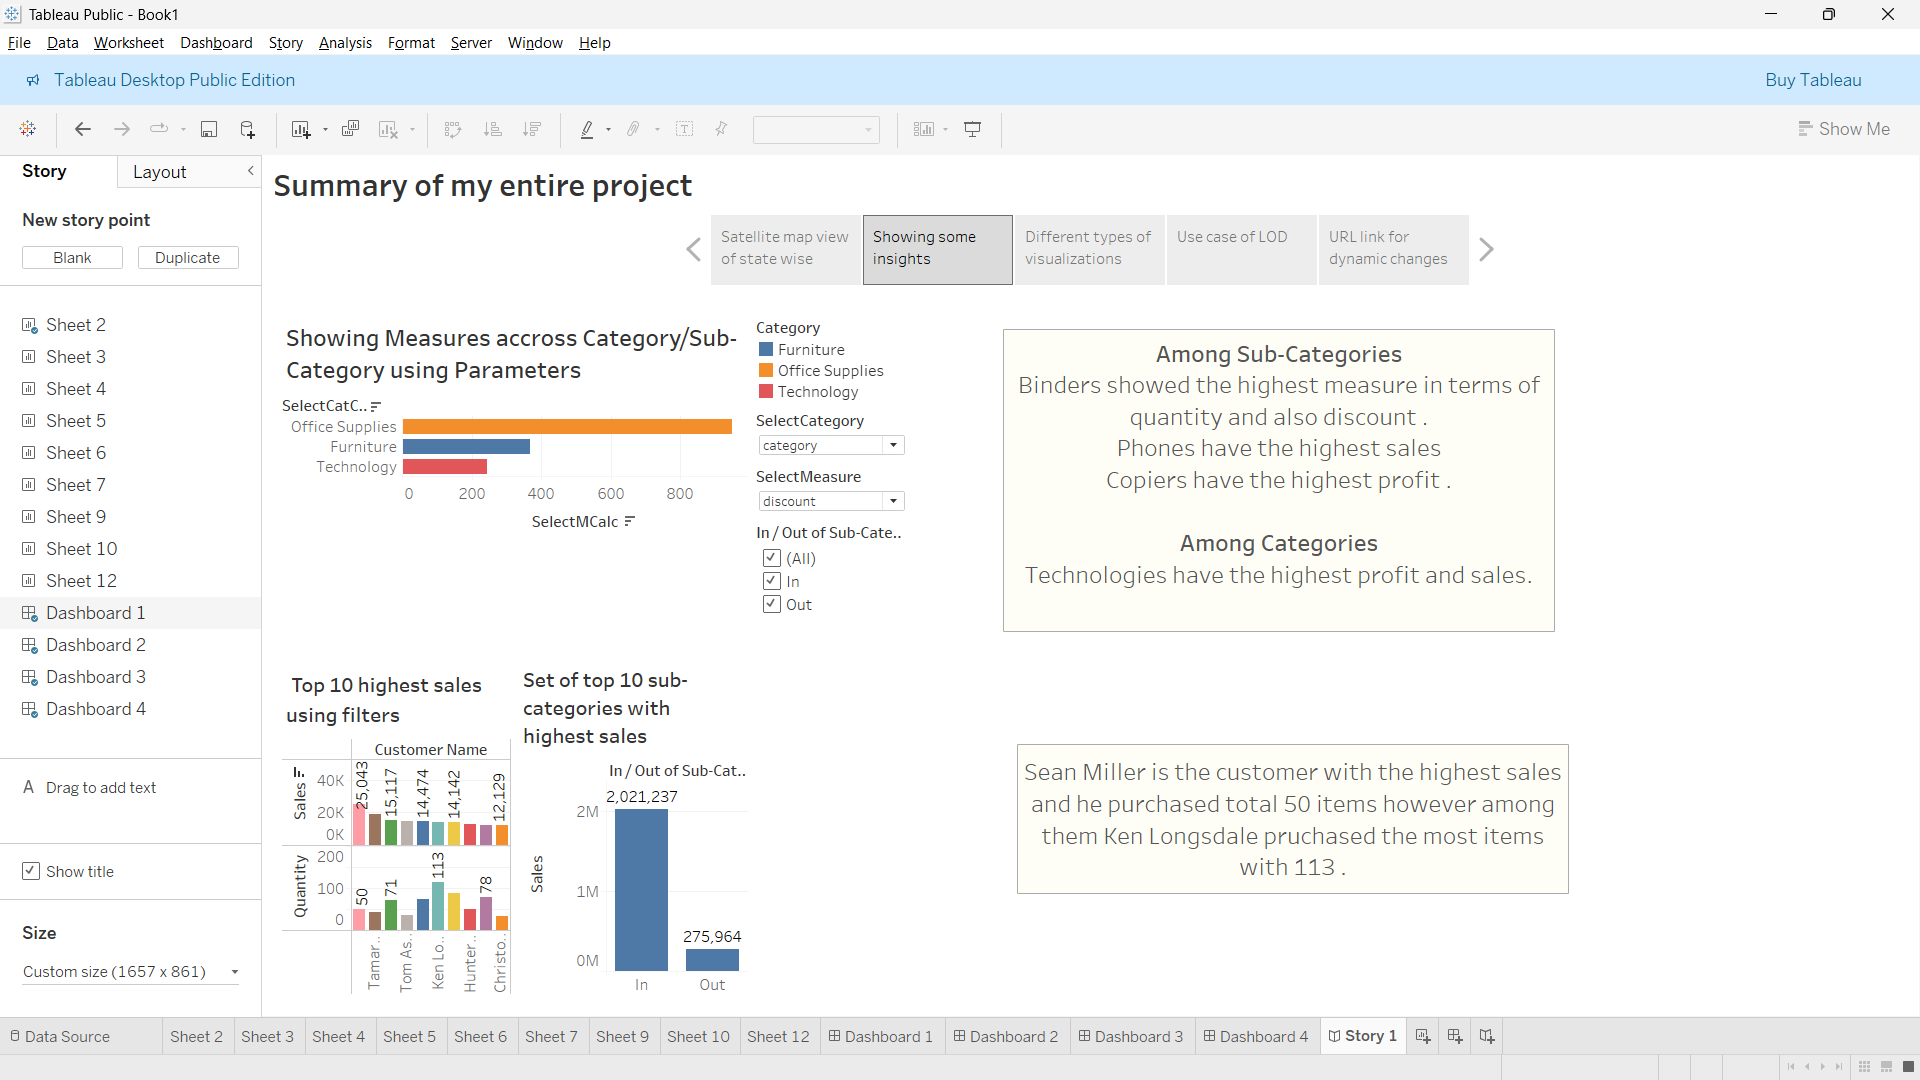 Tableau Public - Book1
File Data Worksheet Dashboard Story Analysis Format Server Window Help
Tableau Desktop Public Edition
Buy Tableau
Show Me
Story
Layout
New story point
Blank
Duplicate
Sheet 2
Sheet 3
Sheet 4
Sheet 5
Sheet 6
Sheet 7
Sheet 9
Sheet 10
Sheet 12
Dashboard 1
Dashboard 2
Dashboard 3
Dashboard 4
A Drag to add text
Show title
Size
Custom size (1657 x 861)
Summary of my entire project
Satellite map view
of state wise
Showing some
insights
Different types of
visualizations
Use case of LOD
URL link for
dynamic changes
Showing Measures accross Category/Sub-
Category using Parameters
SelectCatC..
Office Supplies
Furniture
Technology
0 200 400 600 800
SelectMCalc
Category
Furniture
Office Supplies
Technology
SelectCategory
category
SelectMeasure
discount
In / Out of Sub-Cate..
(All)
In
Out
Among Sub-Categories
Binders showed the highest measure in terms of
quantity and also discount .
Phones have the highest sales
Copiers have the highest profit .
Among Categories
Technologies have the highest profit and sales.
Top 10 highest sales
using filters
Customer Name
Sales
40K
20K
0K
25,043
15,117
14,474
14,142
12,129
Quantity
200
100
0
50
71
113
78
Tamar..
Tom As..
Ken Lo..
Hunter..
Christo..
Set of top 10 sub-
categories with
highest sales
In / Out of Sub-Cat..
2,021,237
2M
1M
0M
Sales
275,964
In
Out
Sean Miller is the customer with the highest sales
and he purchased total 50 items however among
them Ken Longsdale pruchased the most items
with 113 .
Data Source Sheet 2 Sheet 3 Sheet 4 Sheet 5 Sheet 6 Sheet 7 Sheet 9 Sheet 10 Sheet 12 Dashboard 1 Dashboard 2 Dashboard 3 Dashboard 4 Story 1